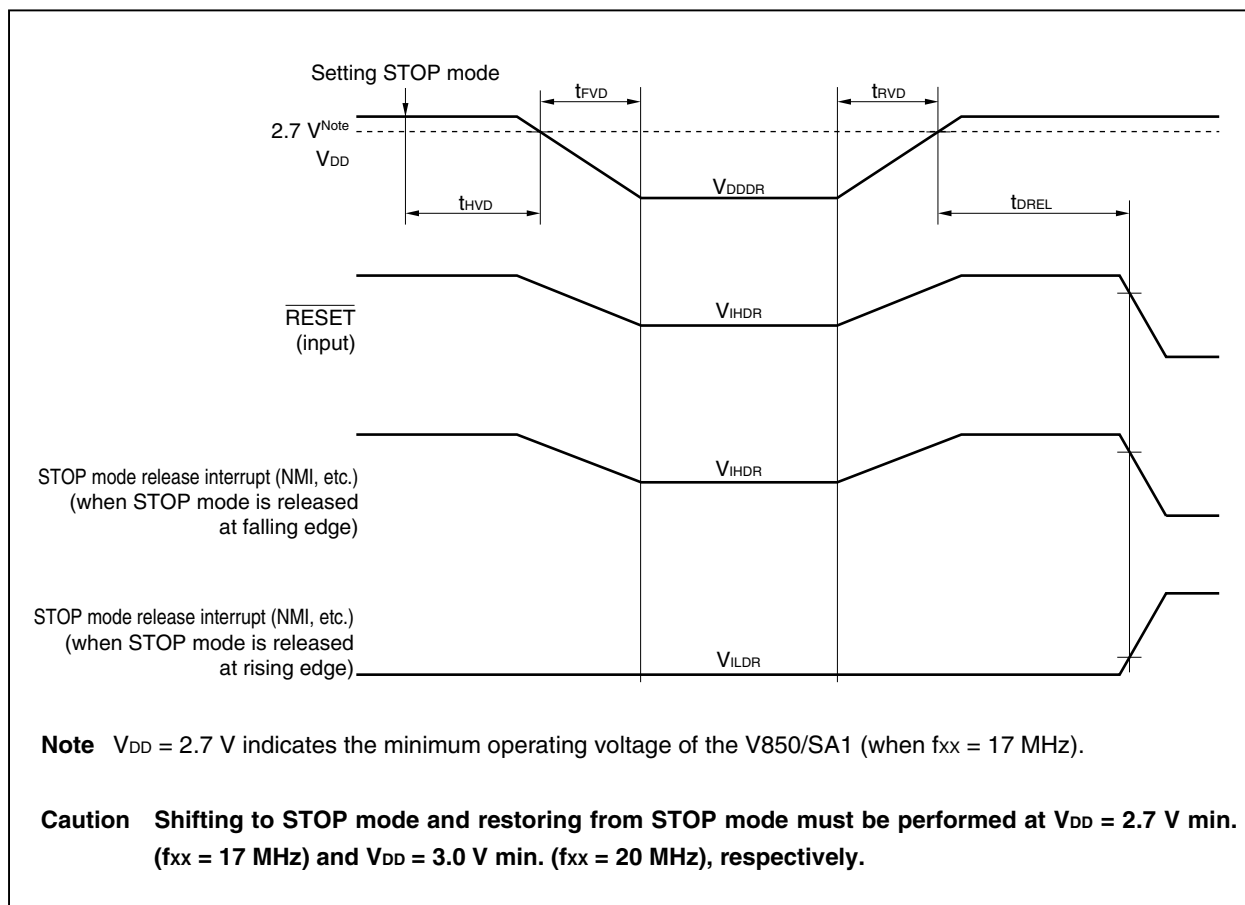 Setting STOP mode
tFVD
tRVD
2.7 V Note
VDD
VDDDR
tHVD
tDREL
RESET
(input)
VIHDR
STOP mode release interrupt (NMI, etc.)
(when STOP mode is released
at falling edge)
VIHDR
STOP mode release interrupt (NMI, etc.)
(when STOP mode is released
at rising edge)
VILDR
Note VDD = 2.7 V indicates the minimum operating voltage of the V850/SA1 (when fXX = 17 MHz).
Caution Shifting to STOP mode and restoring from STOP mode must be performed at VDD = 2.7 V min.
(fXX = 17 MHz) and VDD = 3.0 V min. (fXX = 20 MHz), respectively.